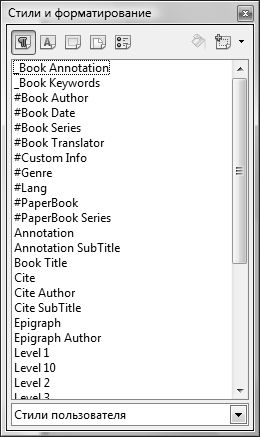 Стили и форматирование
_Book Annotation
_Book Keywords
#Book Author
#Book Date
#Book Series
#Book Translator
#Custom Info
#Genre
#Lang
#PaperBook
#PaperBook Series
Annotation
Annotation SubTitle
Book Title
Cite
Cite Author
Cite SubTitle
Epigraph
Epigraph Author
Level 1
Level 10
Level 2
Level 3
Стили пользователя